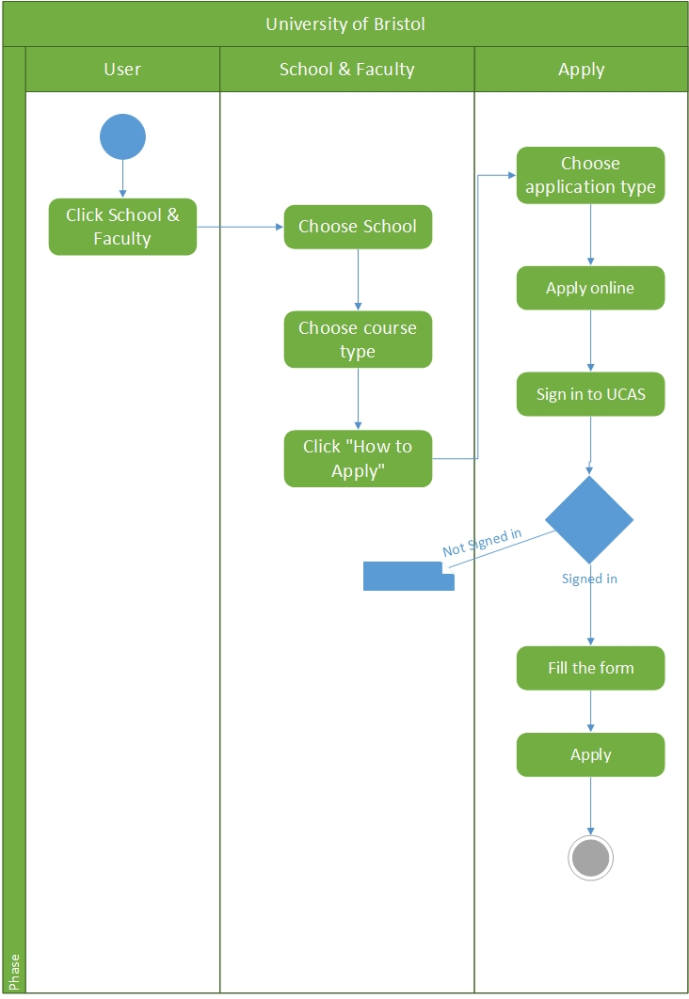 University of Bristol
User
School & Faculty
Apply
Click School &
Faculty
Choose School
Choose course
type
Click "How to
Apply"
Choose
application type
Apply online
Sign in to UCAS
Not Signed in
Signed in
Fill the form
Apply
Phase